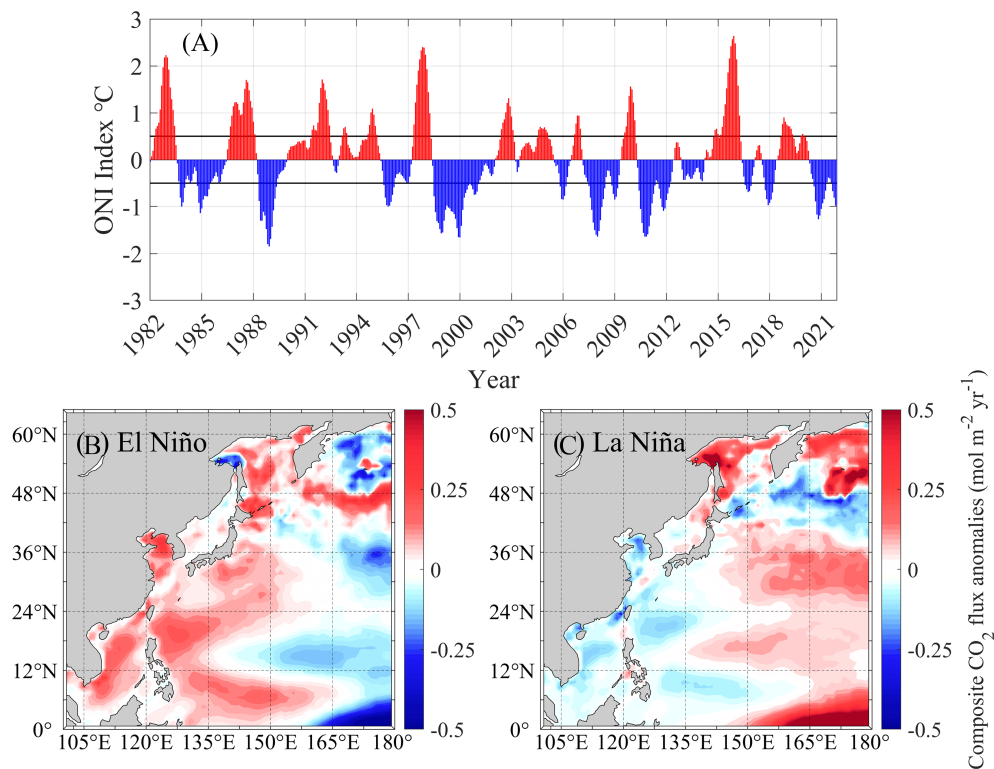 (A)
ONI Index °C
3
2
1
0
-1
-2
-3
1982 1985 1988 1991 1994 1997 2000 2003 2006 2009 2012 2015 2018 2021
Year
(B) El Niño
60°N
48°N
36°N
24°N
12°N
0°
105°E 120°E 135°E 150°E 165°E 180°
0.5
0.25
0
-0.25
-0.5
(C) La Niña
60°N
48°N
36°N
24°N
12°N
0°
105°E 120°E 135°E 150°E 165°E 180°
0.5
0.25
0
-0.25
-0.5
Composite CO2 flux anomalies (mol m-2 yr-1)